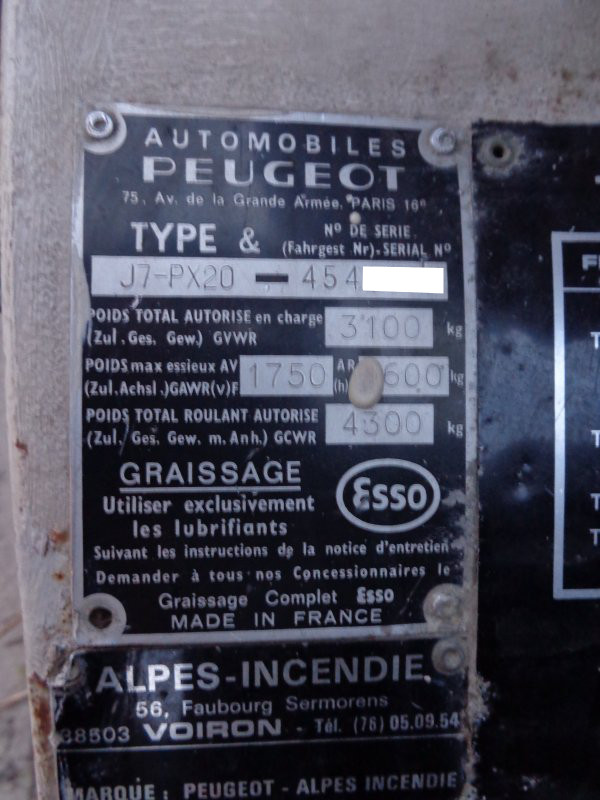 AUTOMOBILES
PEUGEOT
75, Av. de la Grande Armée, PARIS 16e
TYPE & Nº DE SERIE
(Fahrgest Nr)-SERIAL Nº
J7-PX20 - 454
POIDS TOTAL AUTORISE en charge
(Zul. Ges. Gew.) GVWR 3100 kg
POIDS max essieux AV 1750 AR 600 kg
(Zul.Achsl.)GAWR(v)F (h)
POIDS TOTAL ROULANT AUTORISE
(Zul. Ges. Gew. m. Anh.) GCWR 4300 kg
GRAISSAGE
Utiliser exclusivement
les lubrifiants
Esso
Suivant les instructions de la notice d'entretien
Demander à tous nos Concessionnaires le
Graissage Complet Esso
MADE IN FRANCE
ALPES-INCENDIE
56, Faubourg Sermorens
38503 VOIRON - Tél. (76) 05.09.54
MARQUE : PEUGEOT - ALPES INCENDIE